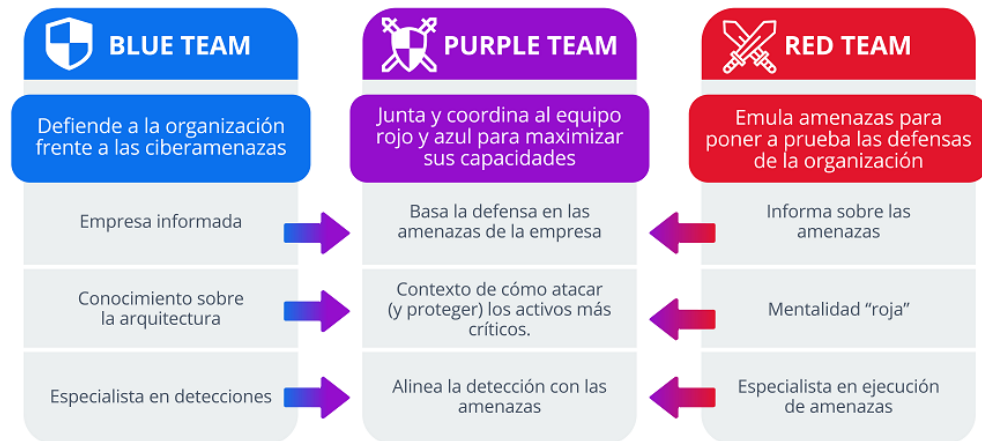 BLUE TEAM
PURPLE TEAM
RED TEAM
Defiende a la organización
frente a las ciberamenazas
Junta y coordina al equipo
rojo y azul para maximizar
sus capacidades
Emula amenazas para
poner a prueba las defensas
de la organización
Empresa informada
Basa la defensa en las
amenazas de la empresa
Informa sobre las
amenazas
Conocimiento sobre
la arquitectura
Contexto de cómo atacar
(y proteger) los activos más
críticos.
Mentalidad “roja”
Especialista en detecciones
Alinea la detección con las
amenazas
Especialista en ejecución
de amenazas